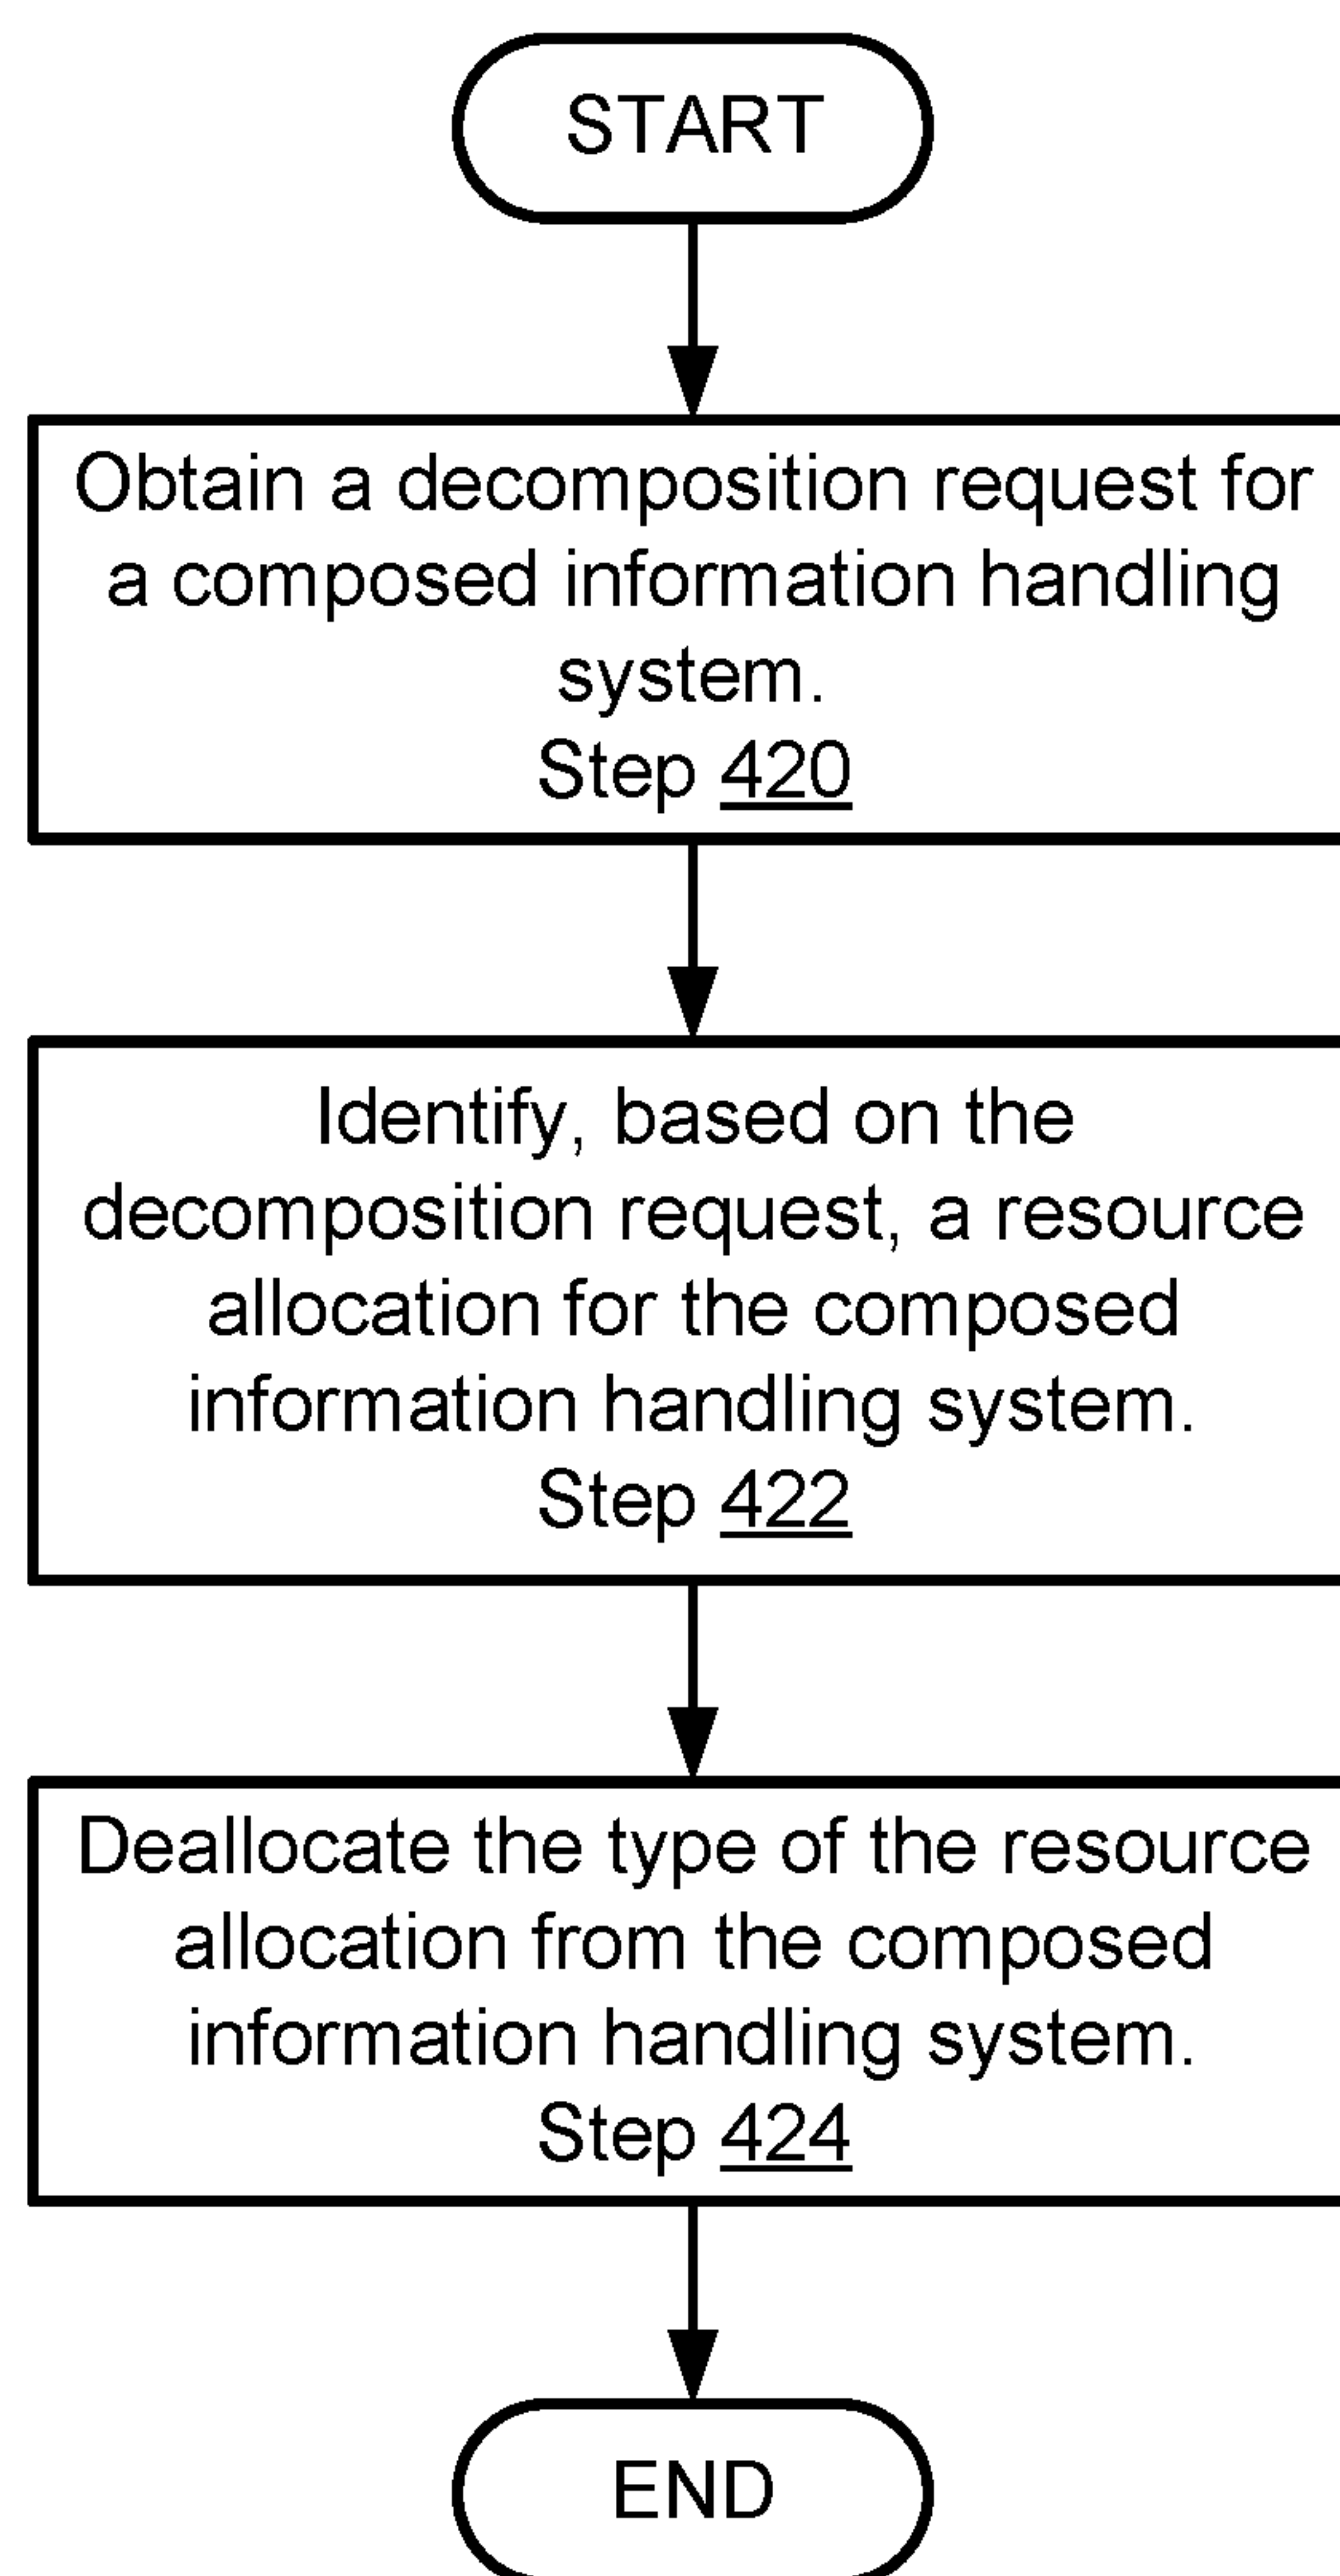 START
Obtain a decomposition request for
a composed information handling
system.
Step 420
Identify, based on the
decomposition request, a resource
allocation for the composed
information handling system.
Step 422
Deallocate the type of the resource
allocation from the composed
information handling system.
Step 424
END